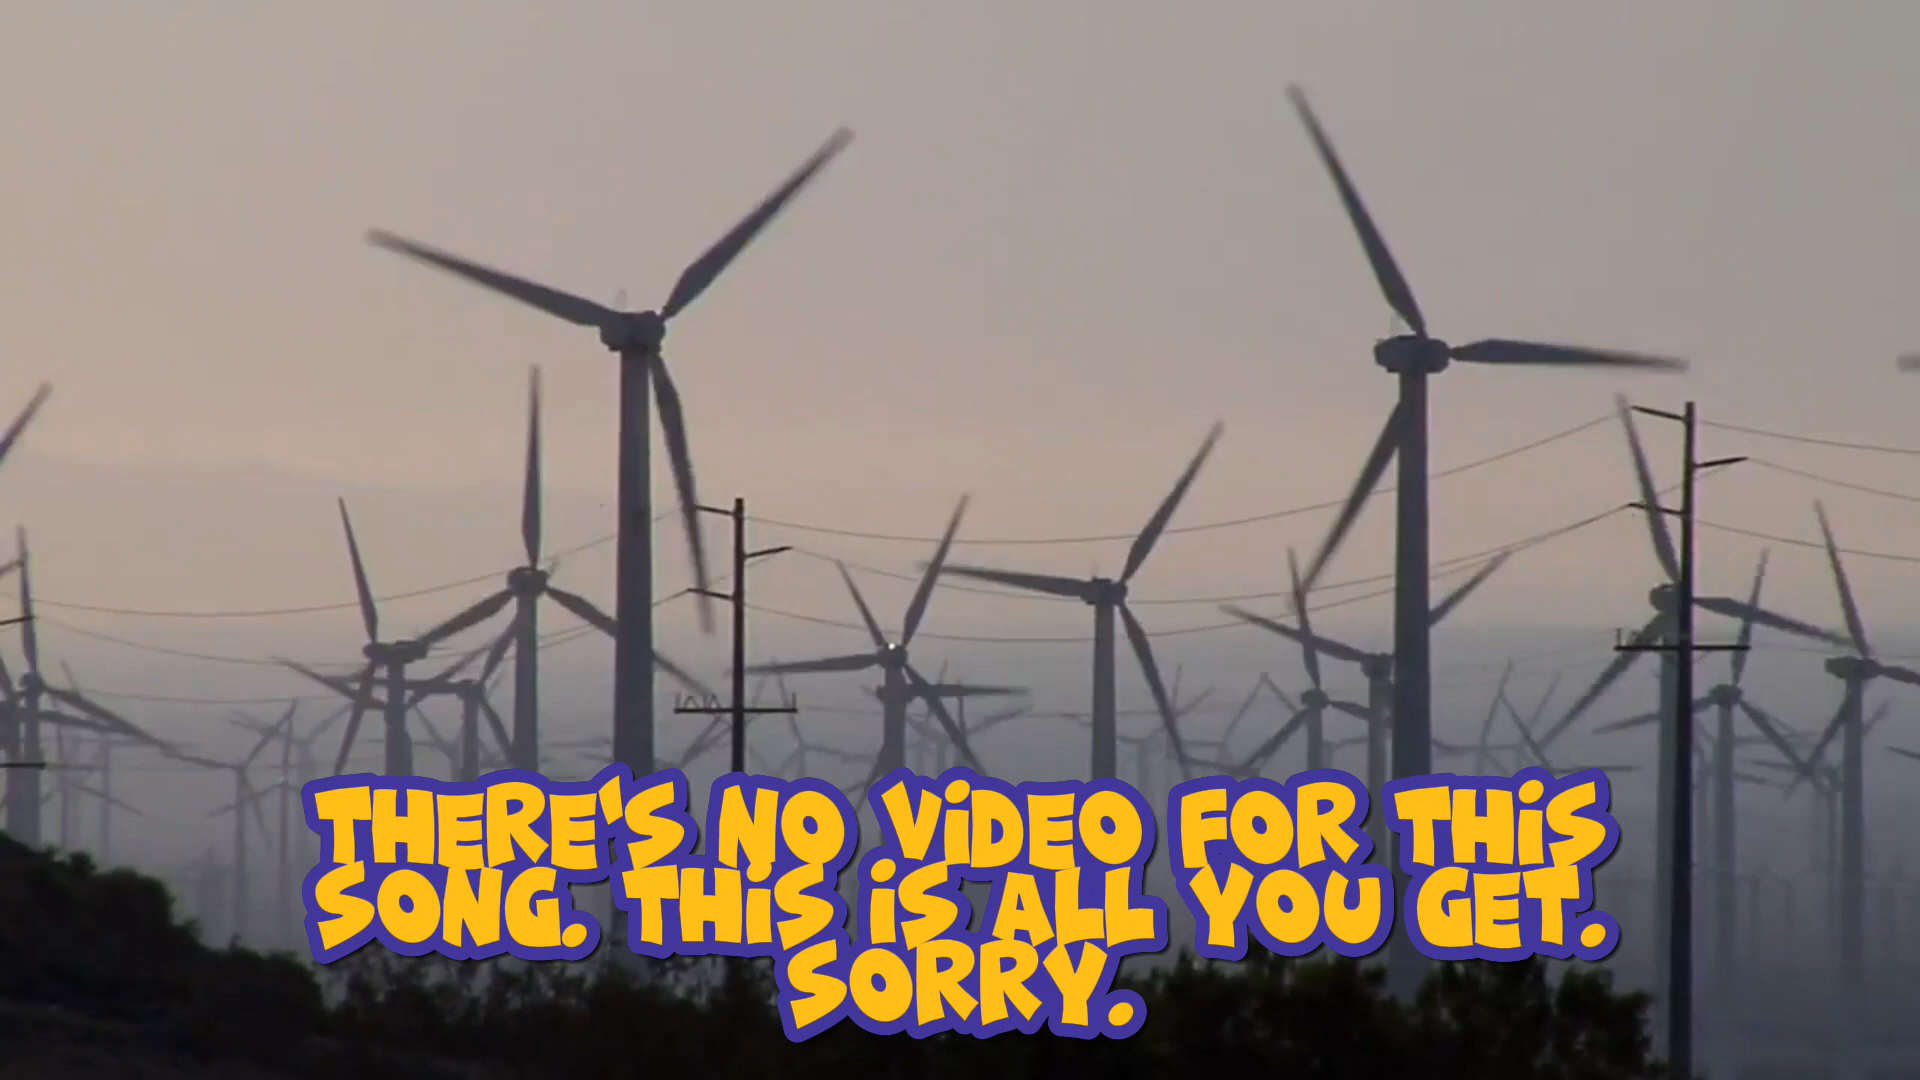 THERE'S NO ViDEO FOR THiS
SONG. THiS iS ALL YOU GET.
SORRY.